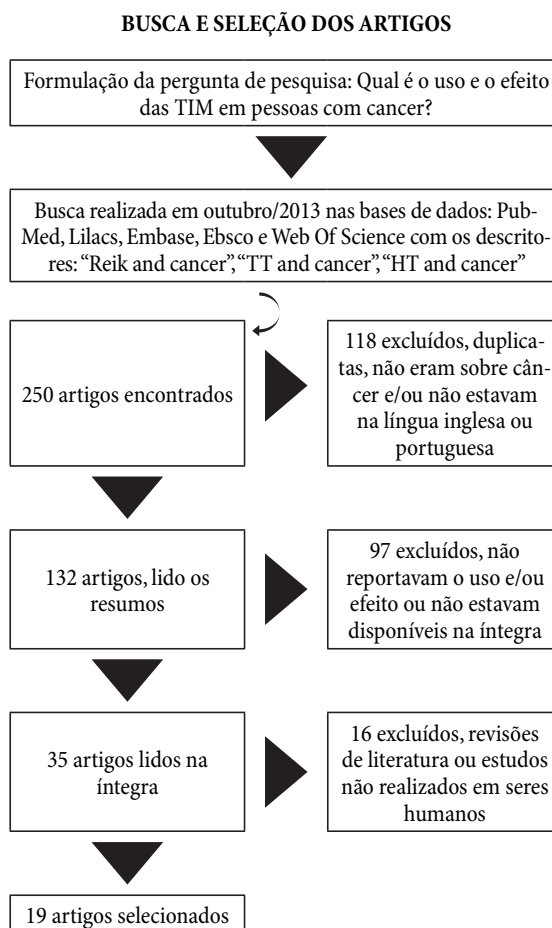 BUSCA E SELEÇÃO DOS ARTIGOS
Formulação da pergunta de pesquisa: Qual é o uso e o efeito
das TIM em pessoas com cancer?
Busca realizada em outubro/2013 nas bases de dados: Pub-
Med, Lilacs, Embase, Ebsco e Web Of Science com os descrito-
res: “Reik and cancer”, “TT and cancer”, “HT and cancer”
250 artigos encontrados
118 excluídos, duplica-
tas, não eram sobre cân-
cer e/ou não estavam
na língua inglesa ou
portuguesa
132 artigos, lido os
resumos
97 excluídos, não
reportavam o uso e/ou
efeito ou não estavam
disponíveis na íntegra
35 artigos lidos na
íntegra
16 excluídos, revisões
de literatura ou estudos
não realizados em seres
humanos
19 artigos selecionados